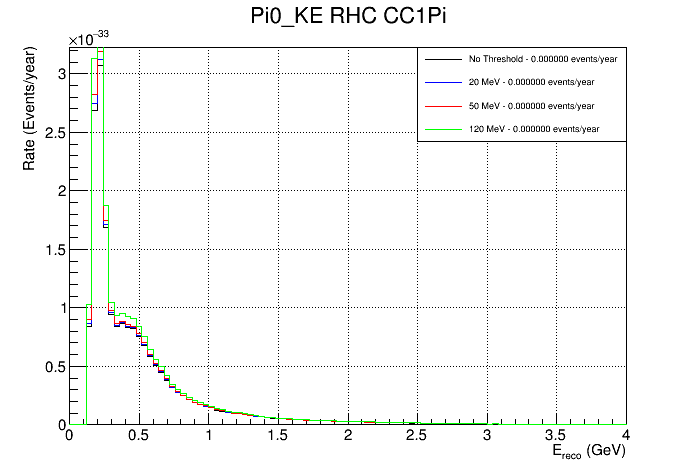 Pi0_KE RHC CC1Pi
×10⁻³³
Rate (Events/year)
3
2.5
2
1.5
1
0.5
0
No Threshold - 0.000000 events/year
20 MeV - 0.000000 events/year
50 MeV - 0.000000 events/year
120 MeV - 0.000000 events/year
0 0.5 1 1.5 2 2.5 3 3.5 4
E_reco (GeV)